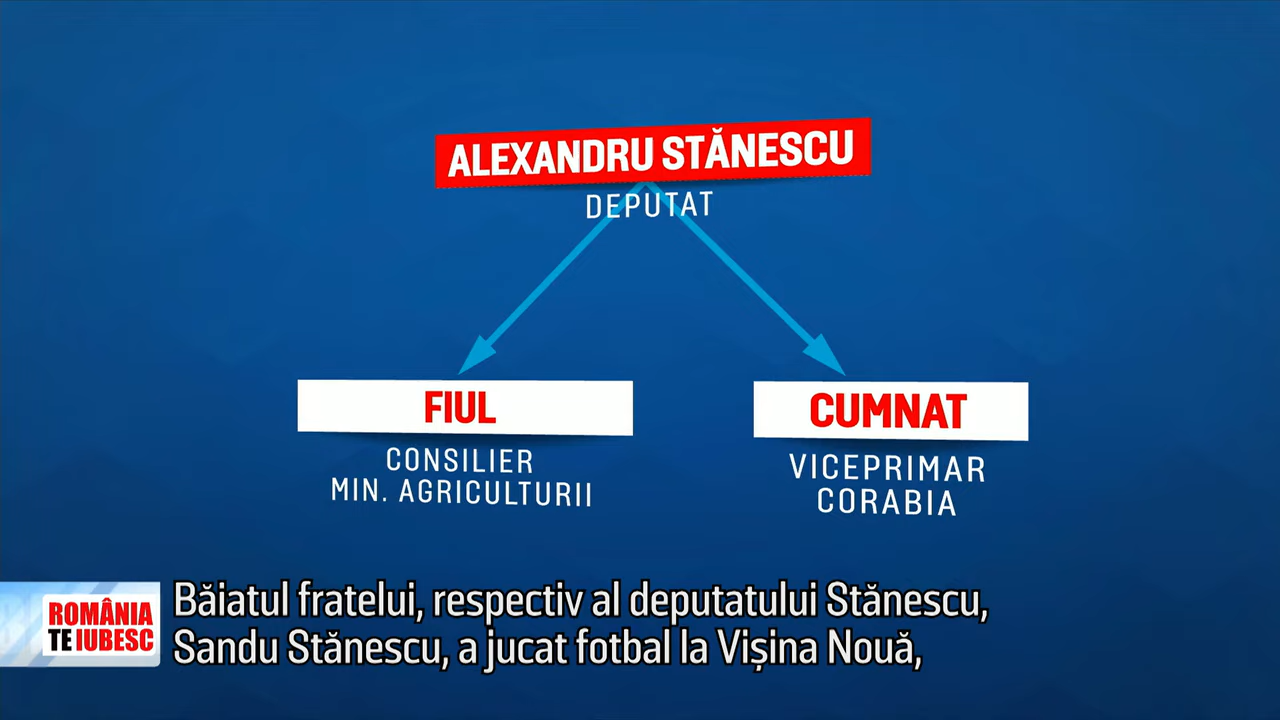 ALEXANDRU STĂNESCU
DEPUTAT
FIUL
CONSILIER
MIN. AGRICULTURII
CUMNAT
VICEPRIMAR
CORABIA
Băiatul fratelui, respectiv al deputatului Stănescu,
Sandu Stănescu, a jucat fotbal la Vișina Nouă,
ROMÂNIA
TE IUBESC